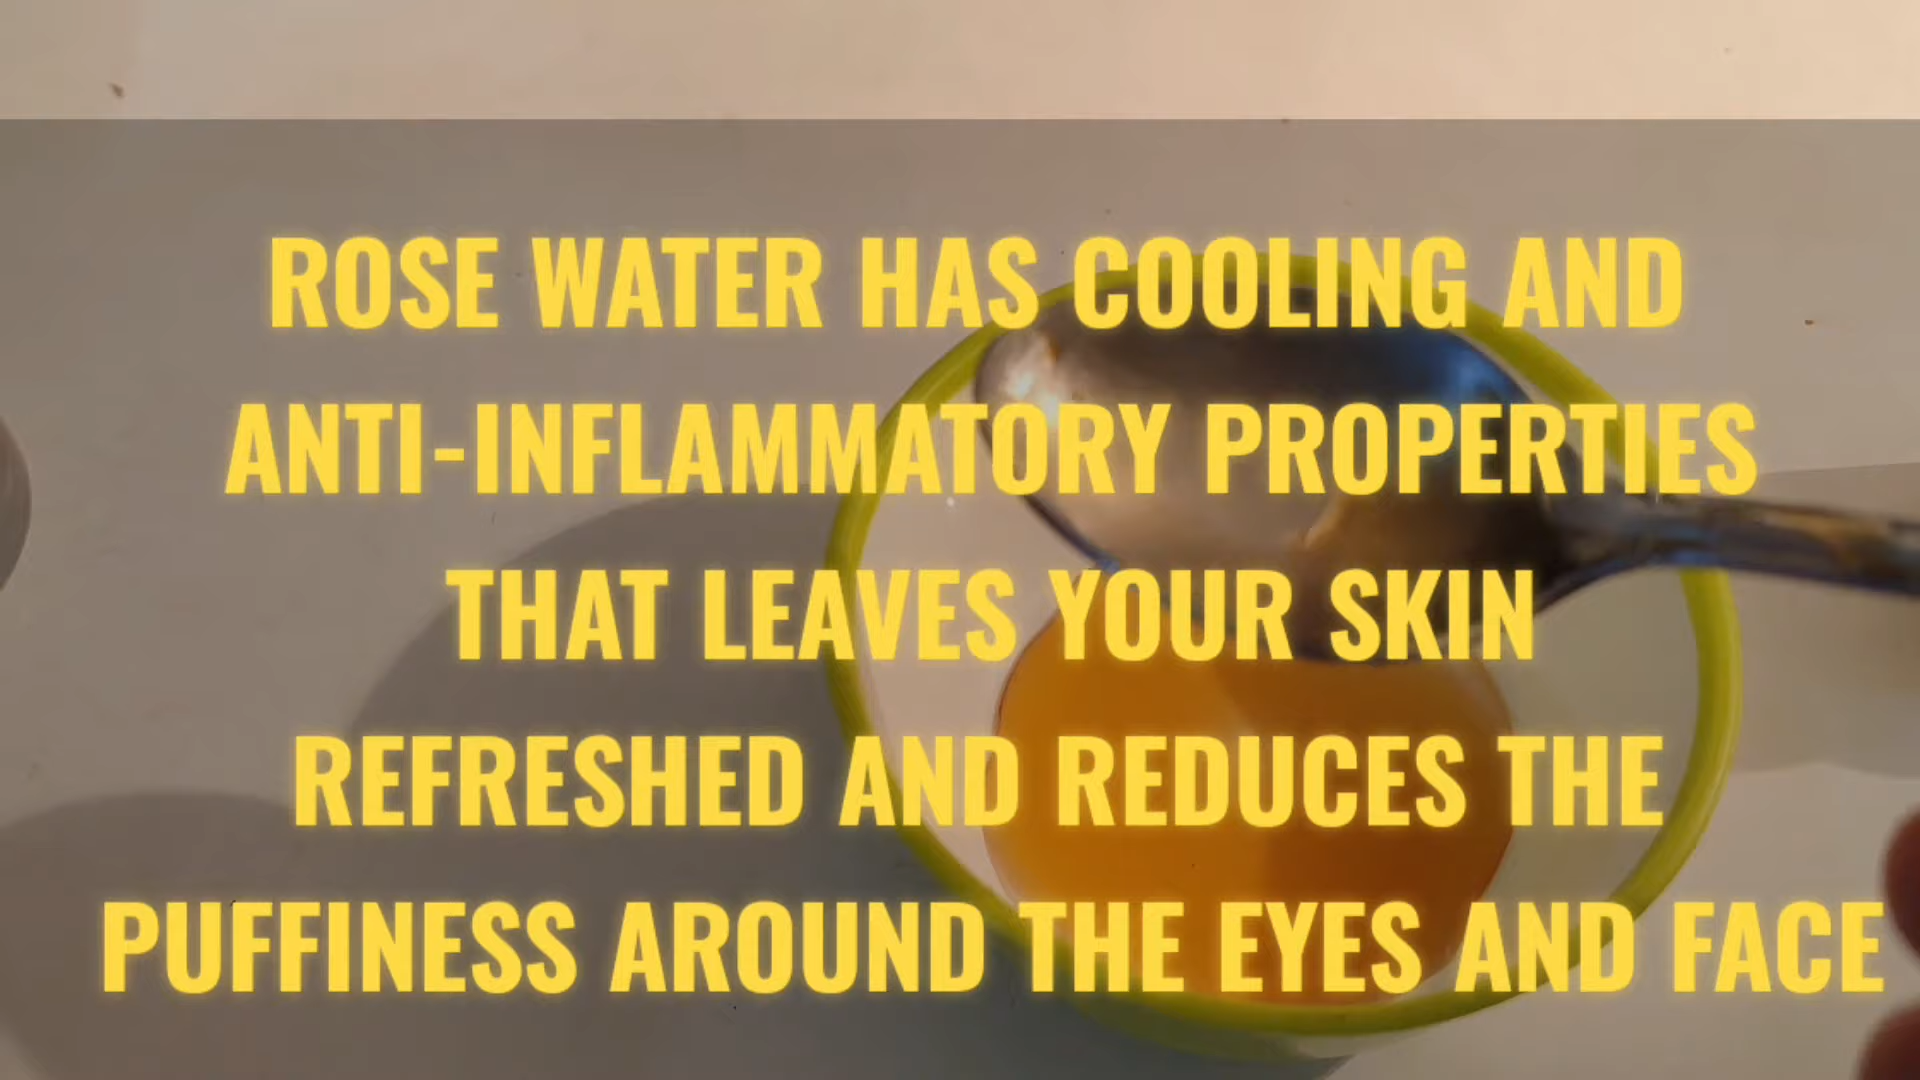 ROSE WATER HAS COOLING AND
ANTI-INFLAMMATORY PROPERTIES
THAT LEAVES YOUR SKIN
REFRESHED AND REDUCES THE
PUFFINESS AROUND THE EYES AND FACE